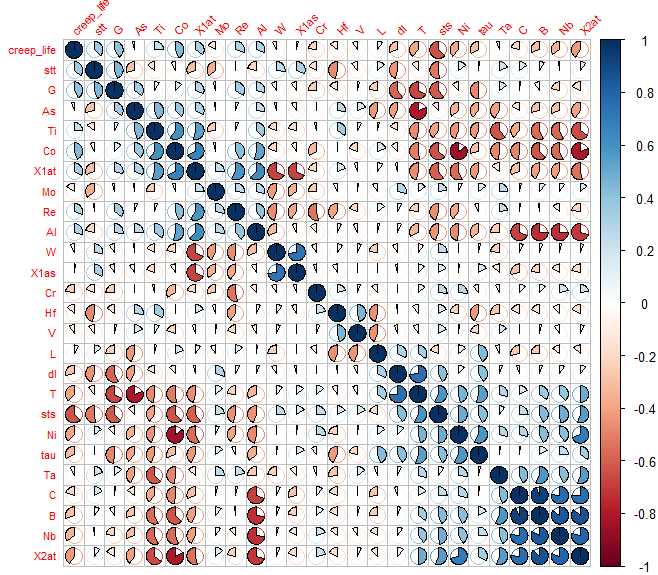 creep_life stt G As Ti Co X1at Mo Re Al W X1as Cr Hf V L dl T sts Ni tau Ta C B Nb X2at
creep_life
stt
G
As
Ti
Co
X1at
Mo
Re
Al
W
X1as
Cr
Hf
V
L
dl
T
sts
Ni
tau
Ta
C
B
Nb
X2at
1
0.8
0.6
0.4
0.2
0
-0.2
-0.4
-0.6
-0.8
-1